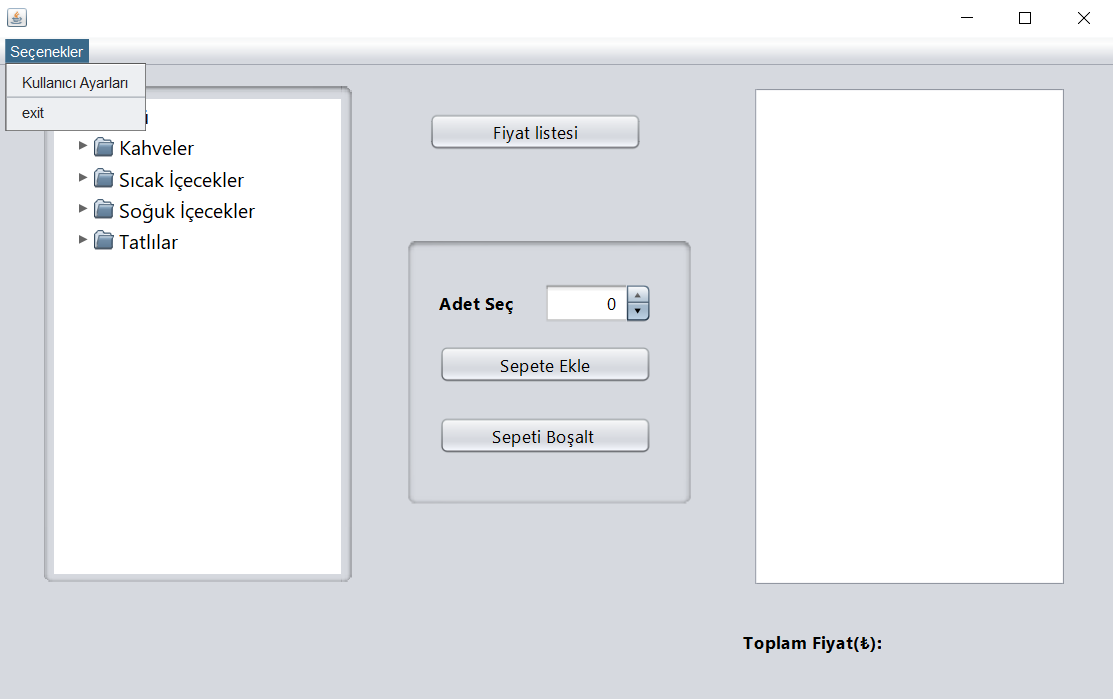 Seçenekler
Kullanıcı Ayarları
exit
Kahveler
Sıcak İçecekler
Soğuk İçecekler
Tatlılar
Fiyat listesi
Adet Seç
0
Sepete Ekle
Sepeti Boşalt
Toplam Fiyat(₺):